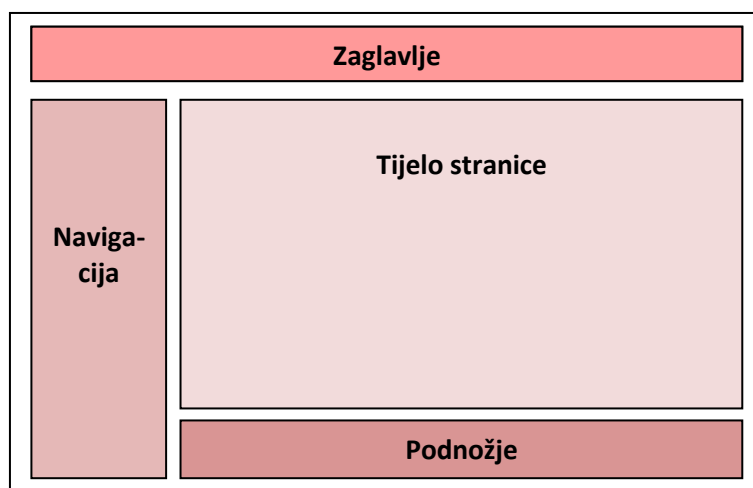 Zaglavlje
Tijelo stranice
Naviga-
cija
Podnožje